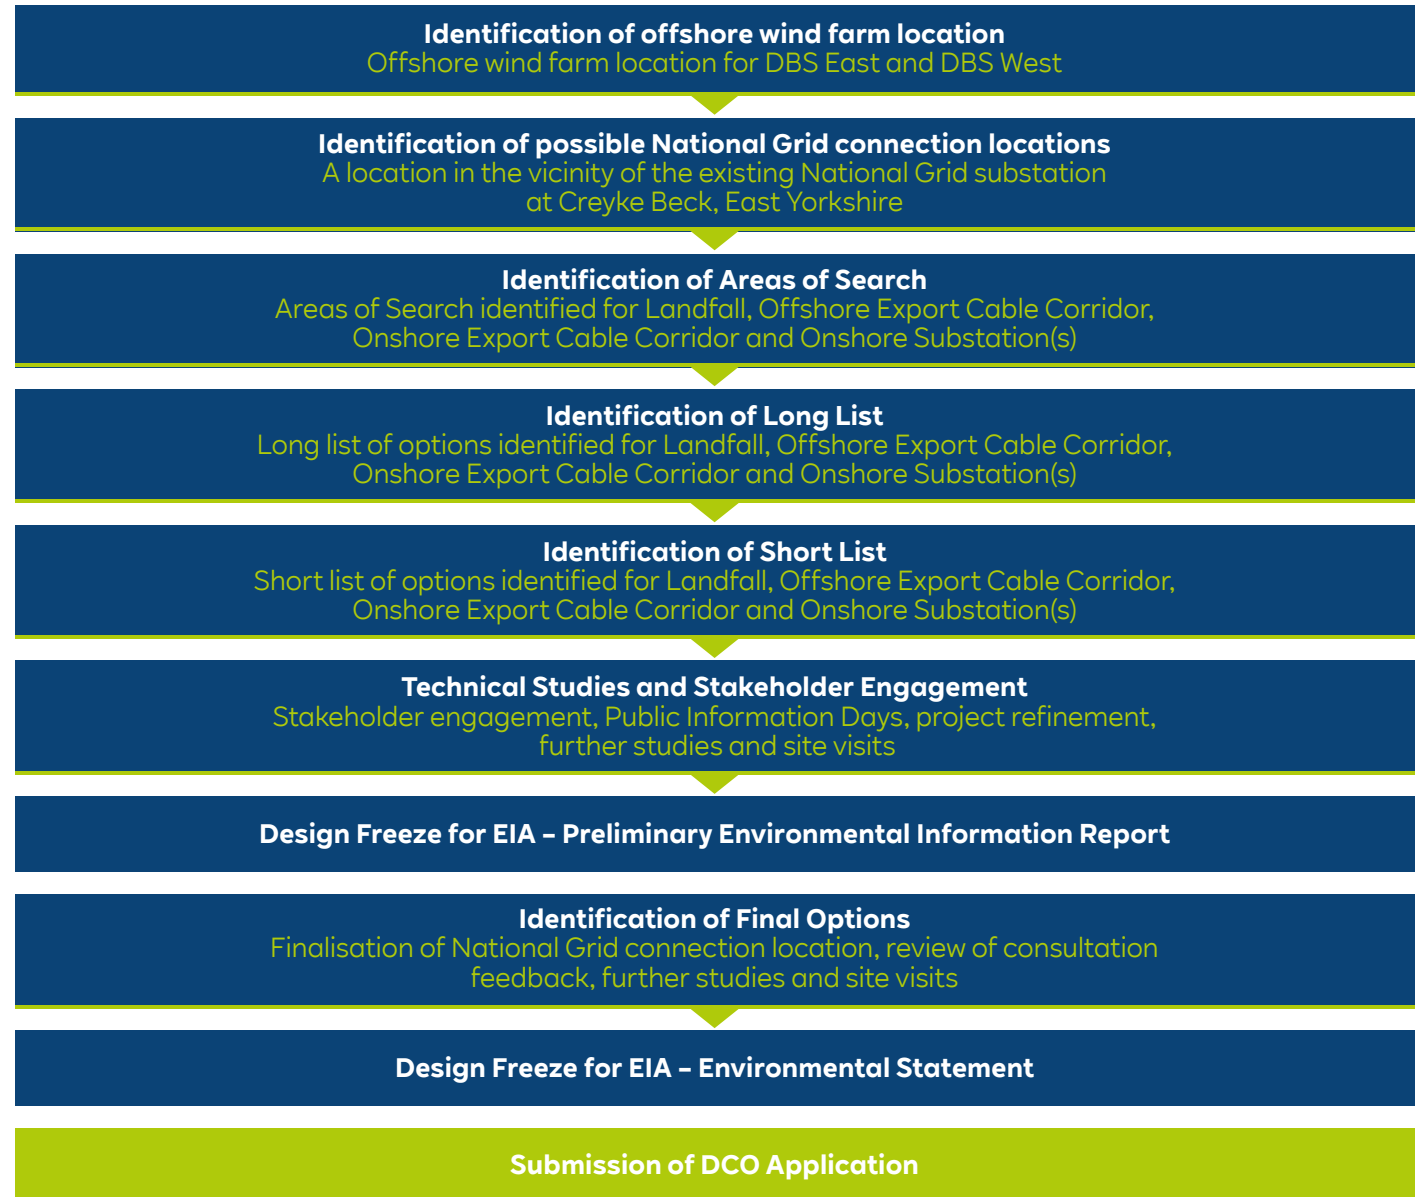 Identification of offshore wind farm location
Offshore wind farm location for DBS East and DBS West
Identification of possible National Grid connection locations
A location in the vicinity of the existing National Grid substation
at Creyke Beck, East Yorkshire
Identification of Areas of Search
Areas of Search identified for Landfall, Offshore Export Cable Corridor,
Onshore Export Cable Corridor and Onshore Substation(s)
Identification of Long List
Long list of options identified for Landfall, Offshore Export Cable Corridor,
Onshore Export Cable Corridor and Onshore Substation(s)
Identification of Short List
Short list of options identified for Landfall, Offshore Export Cable Corridor,
Onshore Export Cable Corridor and Onshore Substation(s)
Technical Studies and Stakeholder Engagement
Stakeholder engagement, Public Information Days, project refinement,
further studies and site visits
Design Freeze for EIA – Preliminary Environmental Information Report
Identification of Final Options
Finalisation of National Grid connection location, review of consultation
feedback, further studies and site visits
Design Freeze for EIA – Environmental Statement
Submission of DCO Application